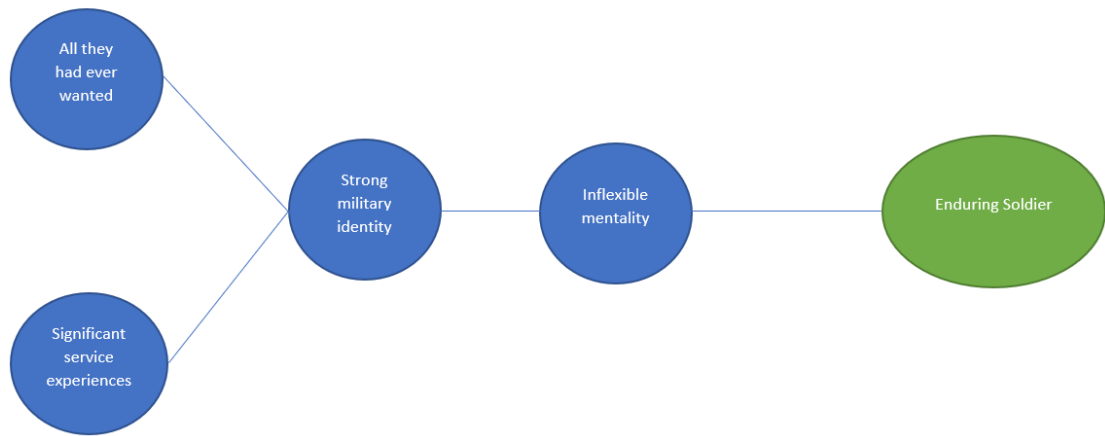 All they
had ever
wanted
Strong
military
identity
Inflexible
mentality
Enduring Soldier
Significant
service
experiences